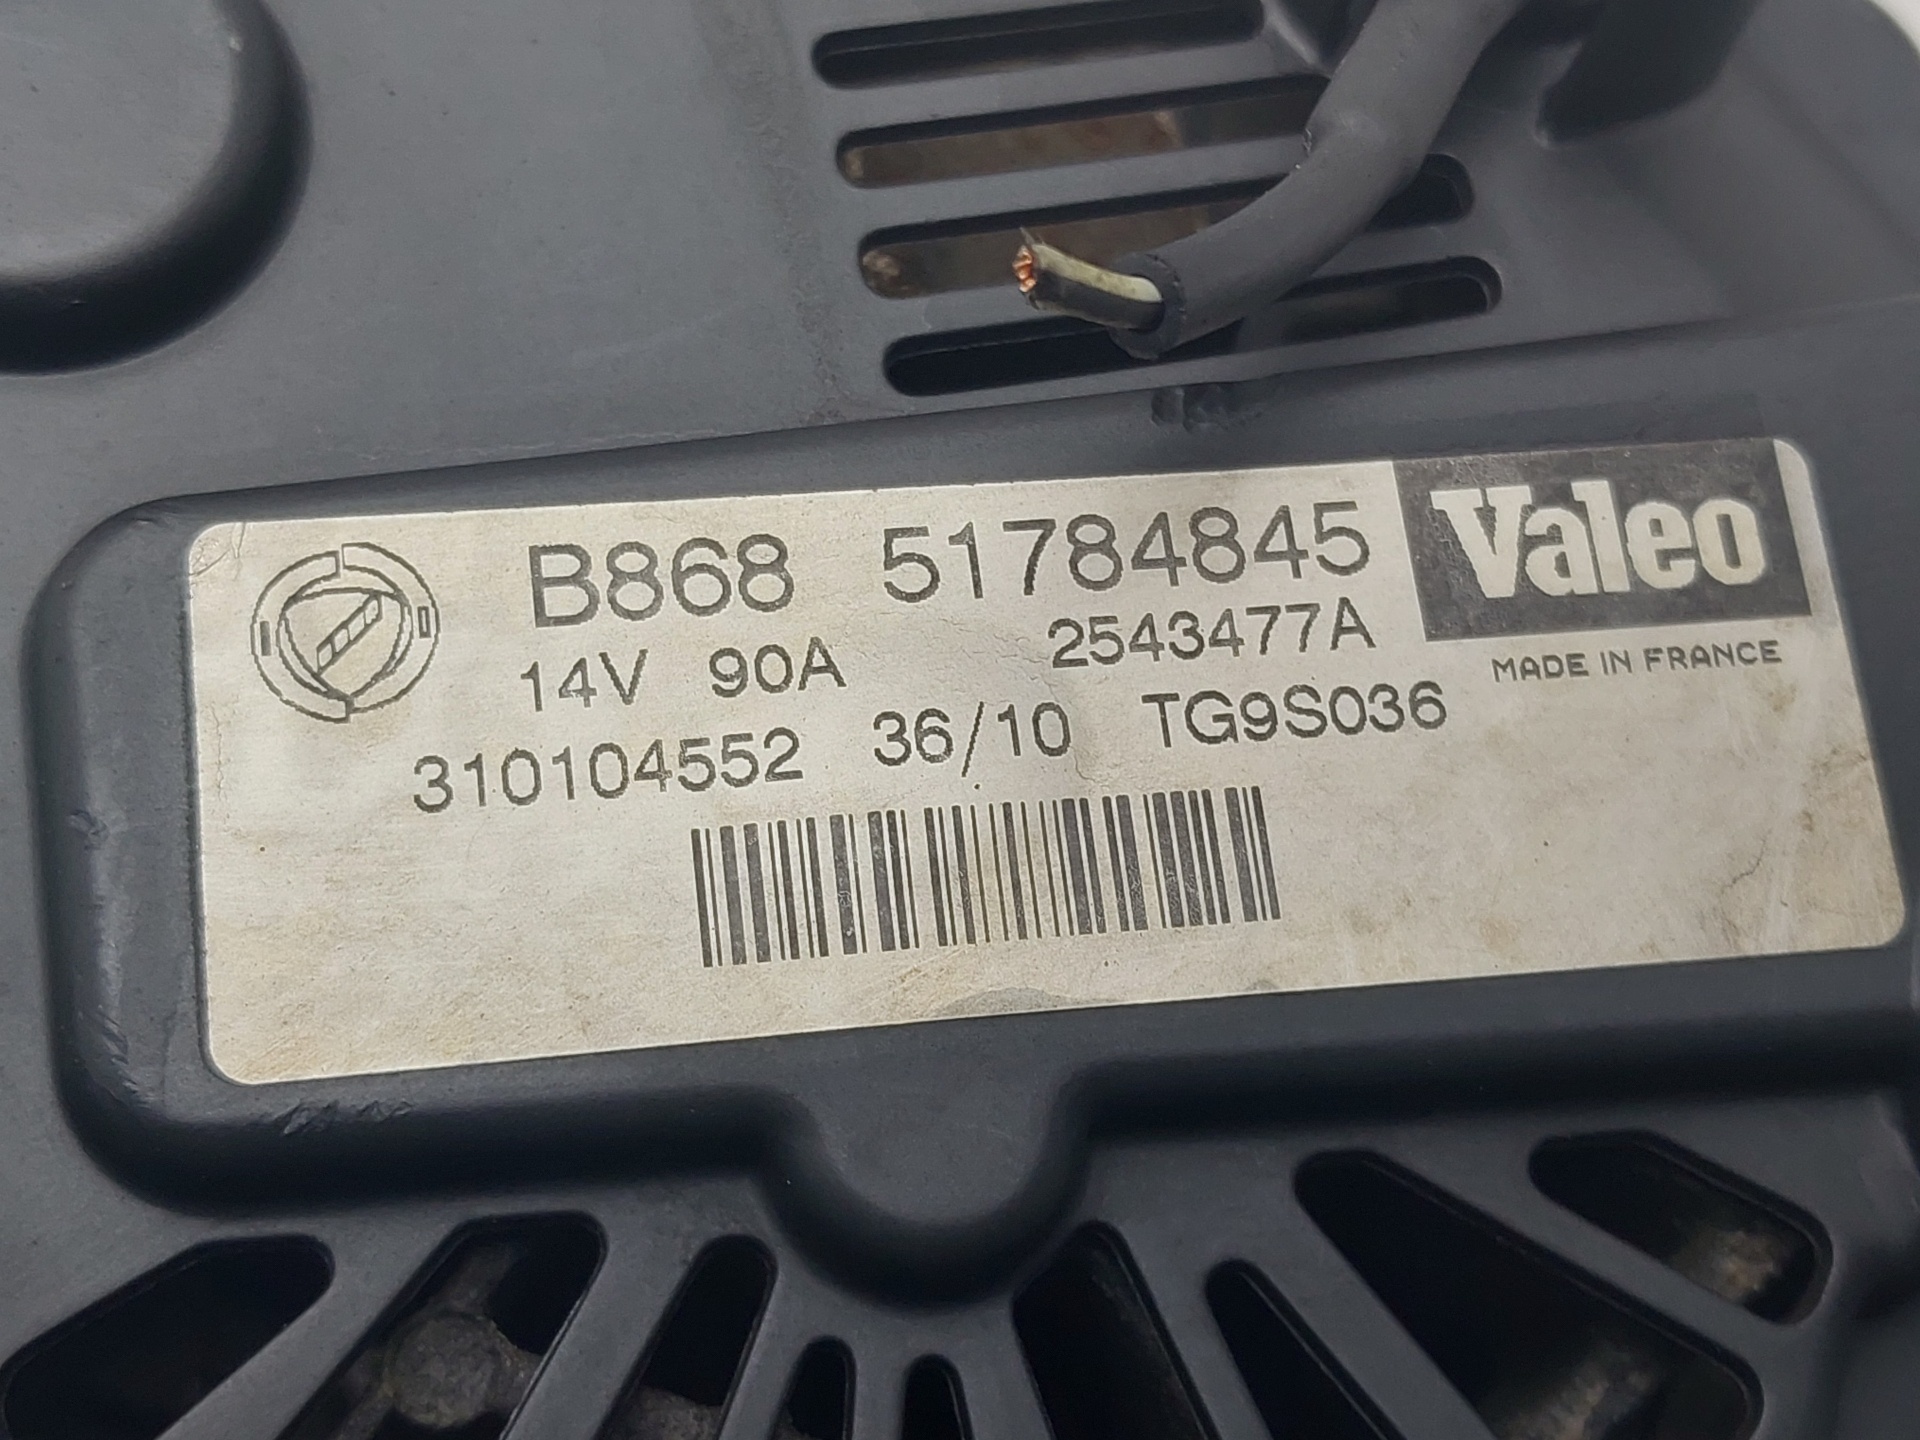 B868 51784845 Valeo
14V 90A 2543477A MADE IN FRANCE
310104552 36/10 TG9S036